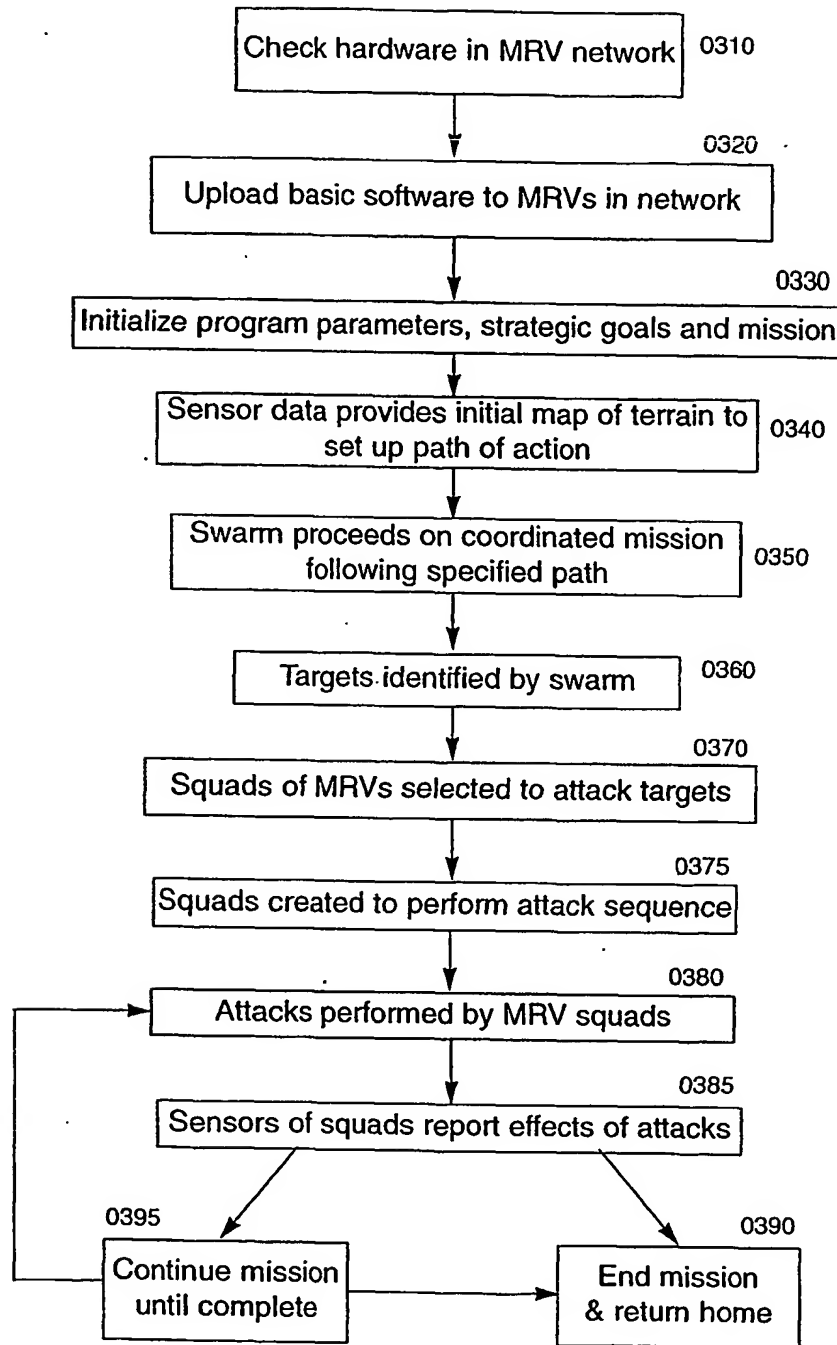 Check hardware in MRV network
0310
0320
Upload basic software to MRVs in network
0330
Initialize program parameters, strategic goals and mission
Sensor data provides initial map of terrain to
set up path of action
0340
Swarm proceeds on coordinated mission
following specified path
0350
Targets identified by swarm
0360
0370
Squads of MRVs selected to attack targets
0375
Squads created to perform attack sequence
0380
Attacks performed by MRV squads
0385
Sensors of squads report effects of attacks
0395
Continue mission
until complete
0390
End mission
& return home